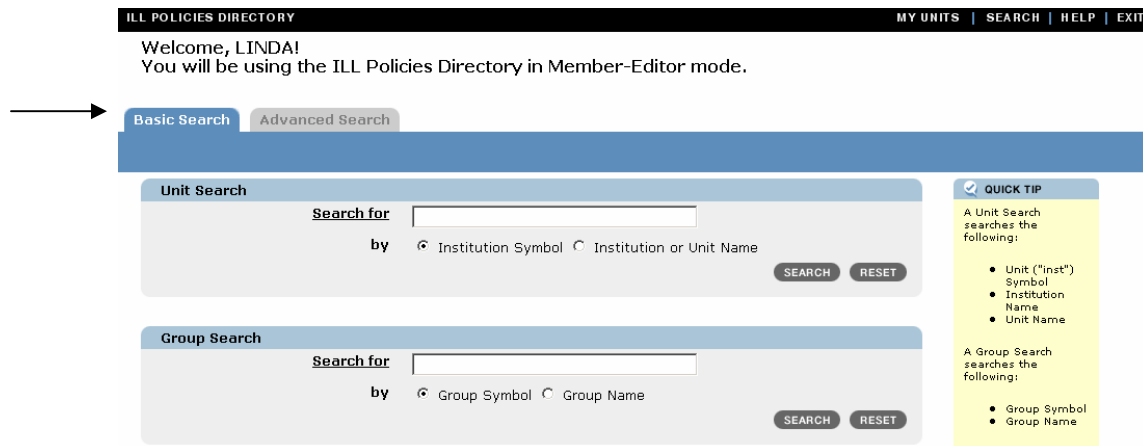 ILL POLICIES DIRECTORY MY UNITS | SEARCH | HELP | EXIT
Welcome, LINDA!
You will be using the ILL Policies Directory in Member-Editor mode.
Basic Search Advanced Search
Unit Search
Search for
by Institution Symbol Institution or Unit Name
SEARCH RESET
Group Search
Search for
by Group Symbol Group Name
SEARCH RESET
QUICK TIP
A Unit Search
searches the
following:
• Unit ("inst")
Symbol
• Institution
Name
• Unit Name
A Group Search
searches the
following:
• Group Symbol
• Group Name